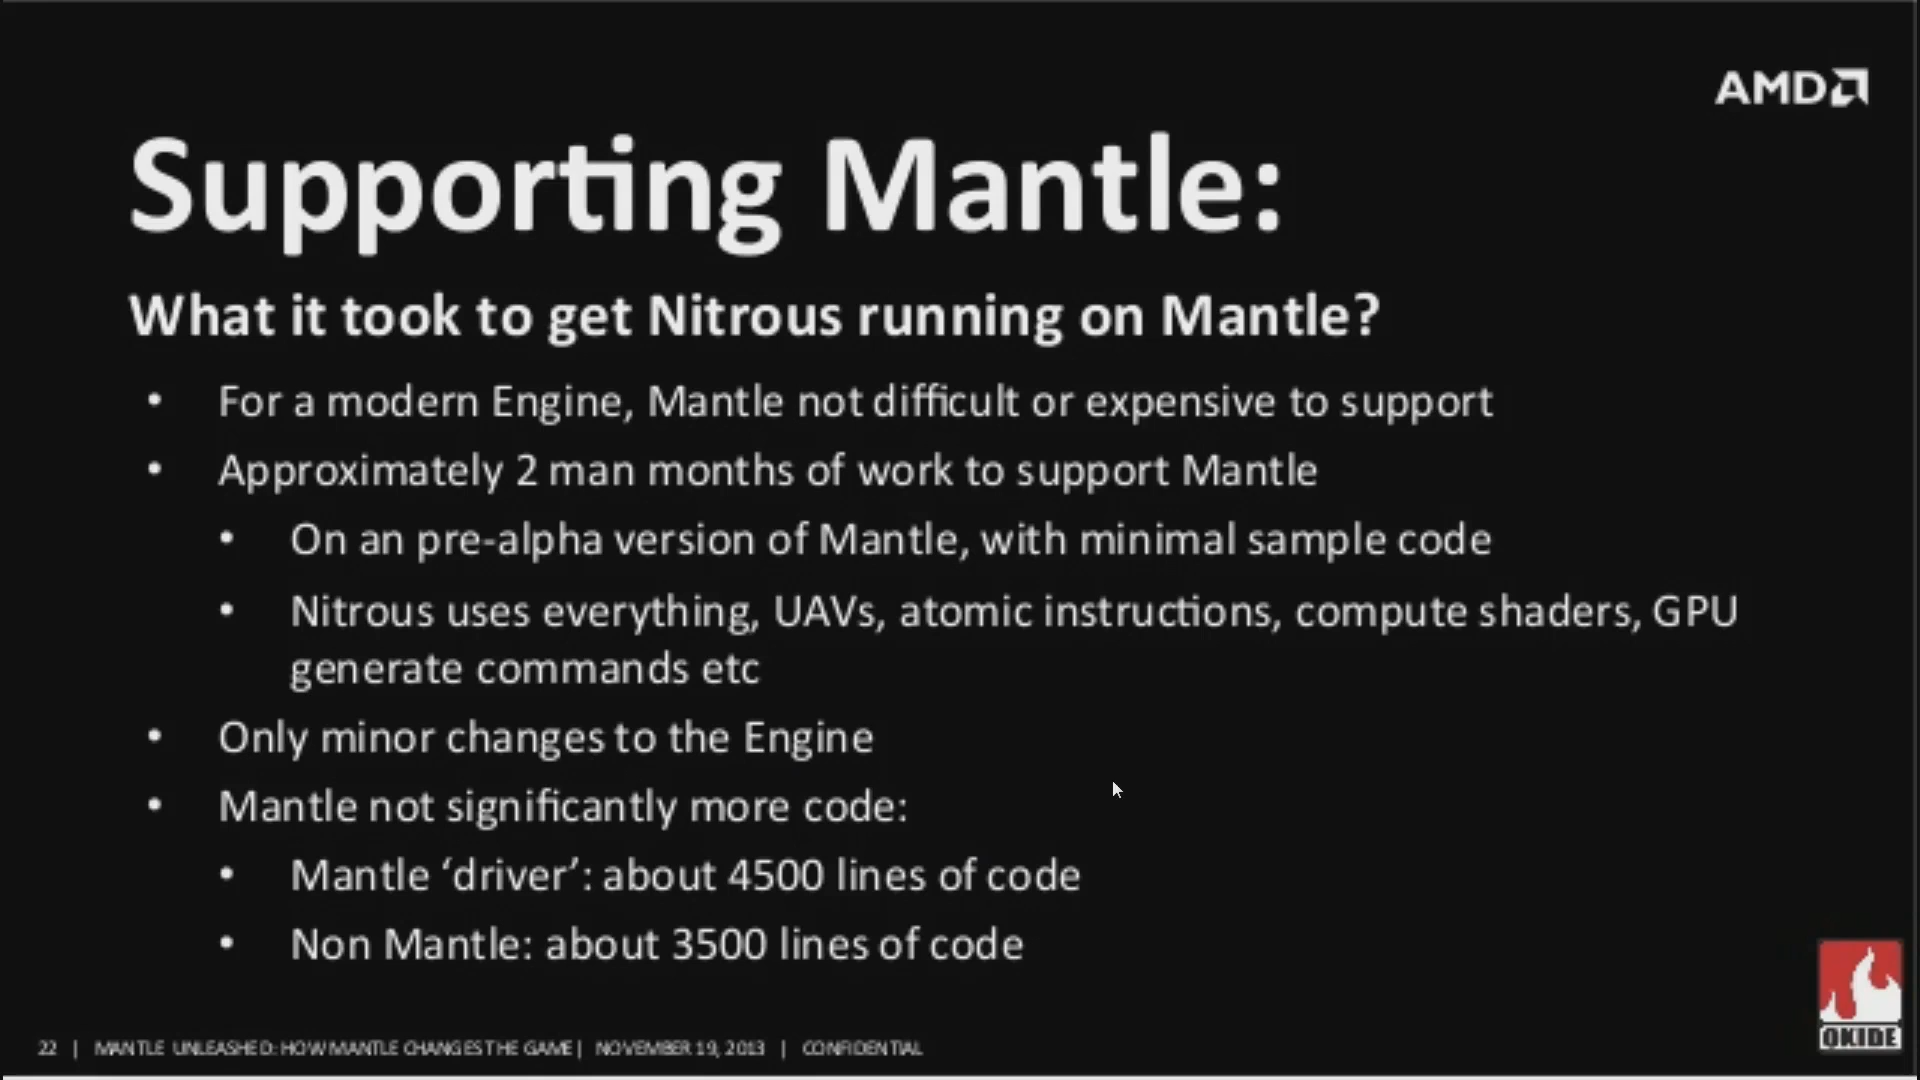 AMD
Supporting Mantle:
What it took to get Nitrous running on Mantle?
• For a modern Engine, Mantle not difficult or expensive to support
• Approximately 2 man months of work to support Mantle
• On an pre-alpha version of Mantle, with minimal sample code
• Nitrous uses everything, UAVs, atomic instructions, compute shaders, GPU
generate commands etc
• Only minor changes to the Engine
• Mantle not significantly more code:
• Mantle ‘driver’: about 4500 lines of code
• Non Mantle: about 3500 lines of code
OXIDE
22 | MANTLE UNLEASHED: HOW MANTLE CHANGES THE GAME | NOVEMBER 19, 2013 | CONFIDENTIAL